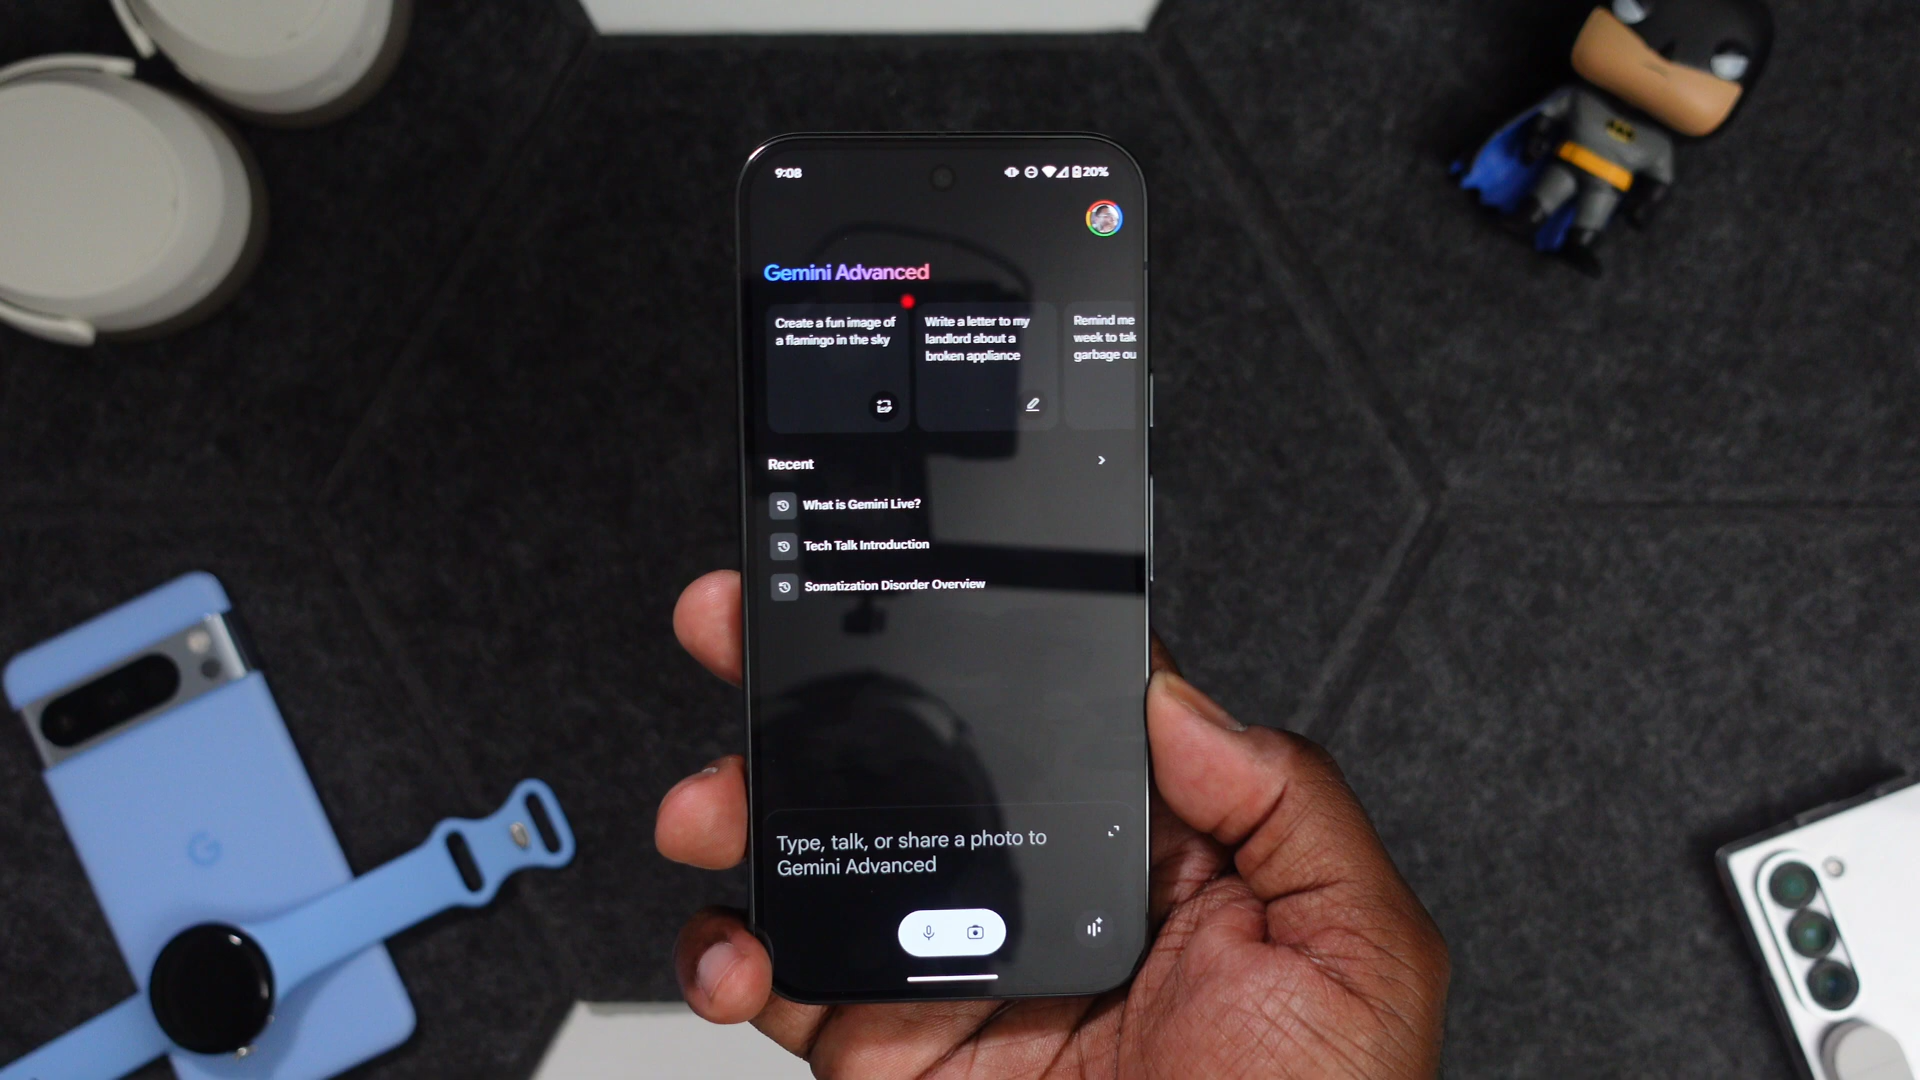 9:08
20%
Gemini Advanced
Create a fun image of
a flamingo in the sky
Write a letter to my
landlord about a
broken appliance
Remind me
week to tak
garbage ou
Recent
What is Gemini Live?
Tech Talk Introduction
Somatization Disorder Overview
Type, talk, or share a photo to
Gemini Advanced
G